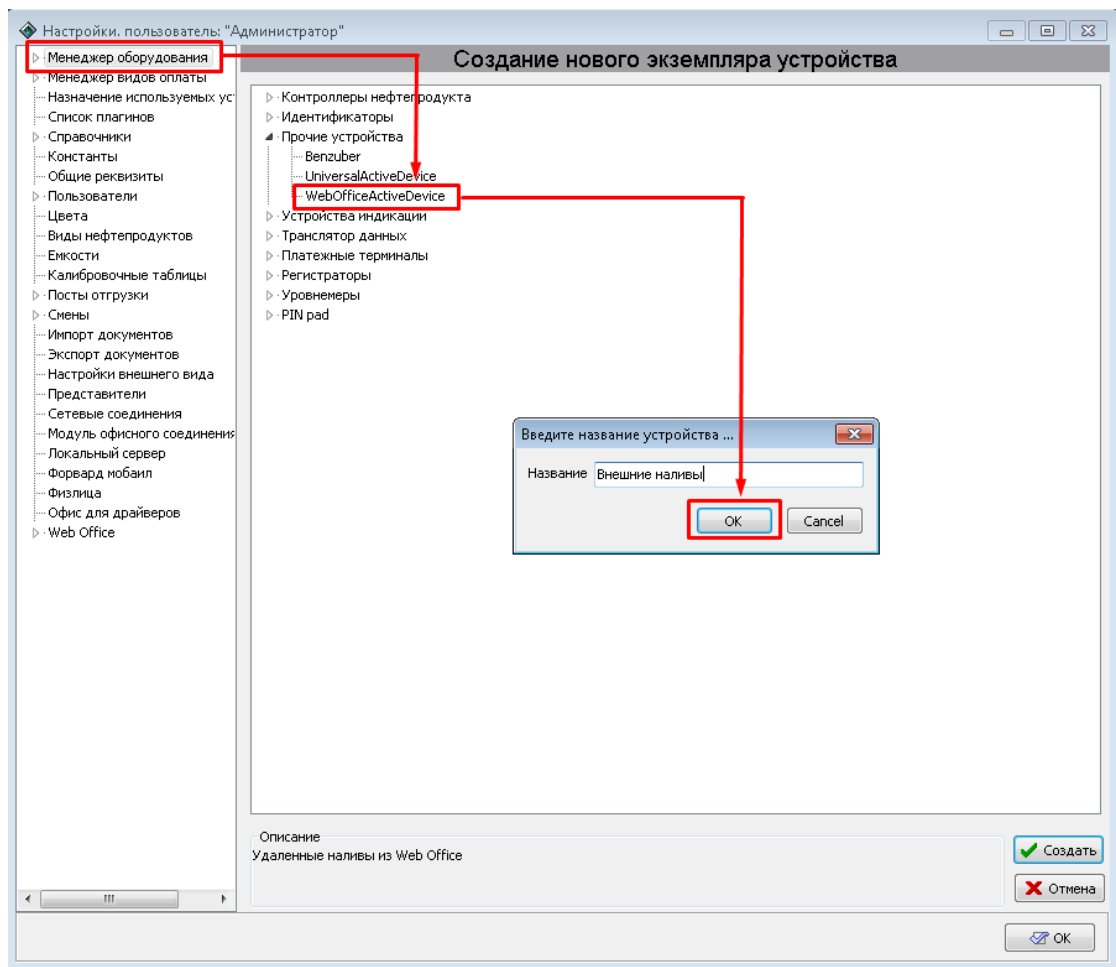 Настройки. пользователь: "Администратор"
Менеджер оборудования
Менеджер видов оплаты
Назначение используемых ус
Список плагинов
Справочники
Константы
Общие реквизиты
Пользователи
Цвета
Виды нефтепродуктов
Емкости
Калибровочные таблицы
Посты отгрузки
Смены
Импорт документов
Экспорт документов
Настройки внешнего вида
Представители
Сетевые соединения
Модуль офисного соединения
Локальный сервер
Форвард мобаил
Физлица
Офис для драйверов
Web Office
Создание нового экземпляра устройства
Контроллеры нефтепродукта
Идентификаторы
Прочие устройства
Benzuber
UniversalActiveDevice
WebOfficeActiveDevice
Устройства индикации
Транслятор данных
Платежные терминалы
Регистраторы
Уровнемеры
PIN pad
Введите название устройства ...
Название Внешние наливы
OK Cancel
Описание
Удаленные наливы из Web Office
Создать
Отмена
OK